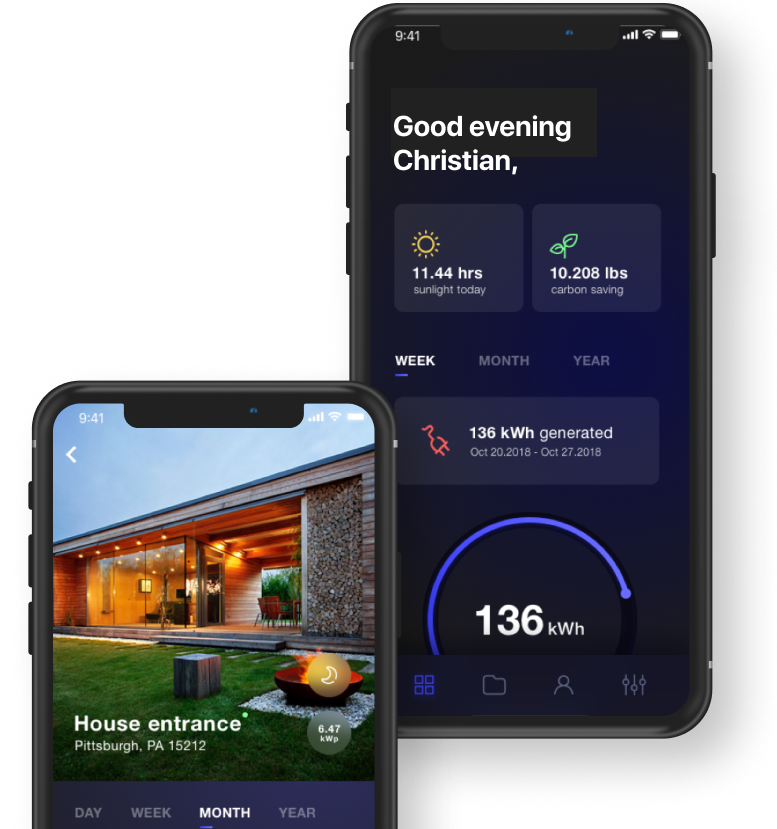 9:41
Good evening
Christian,
11.44 hrs
sunlight today
10.208 lbs
carbon saving
WEEK MONTH YEAR
136 kWh generated
Oct 20.2018 - Oct 27.2018
136 kWh
9:41
6.47
kWp
House entrance
Pittsburgh, PA 15212
DAY WEEK MONTH YEAR